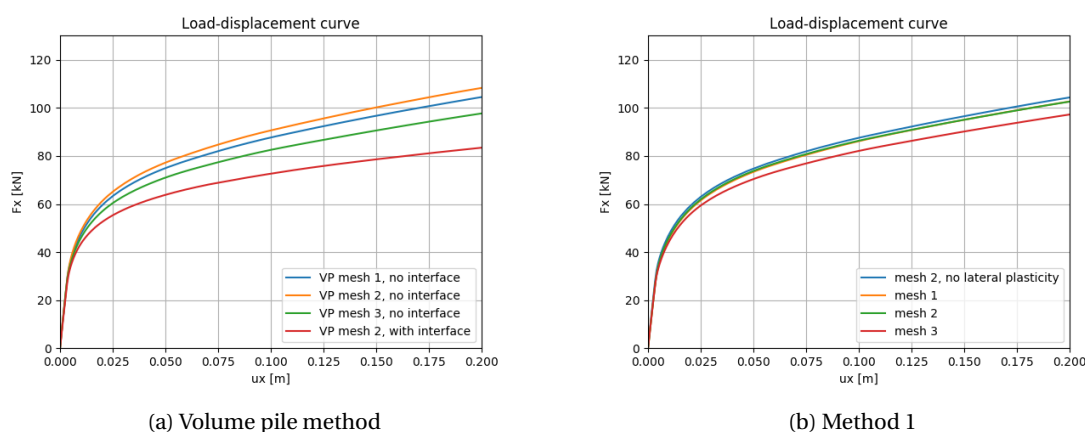 Load-displacement curve
Fx [kN]
120
100
80
60
40
20
0
VP mesh 1, no interface
VP mesh 2, no interface
VP mesh 3, no interface
VP mesh 2, with interface
0.000 0.025 0.050 0.075 0.100 0.125 0.150 0.175 0.200
ux [m]
(a) Volume pile method
Load-displacement curve
Fx [kN]
120
100
80
60
40
20
0
mesh 2, no lateral plasticity
mesh 1
mesh 2
mesh 3
0.000 0.025 0.050 0.075 0.100 0.125 0.150 0.175 0.200
ux [m]
(b) Method 1